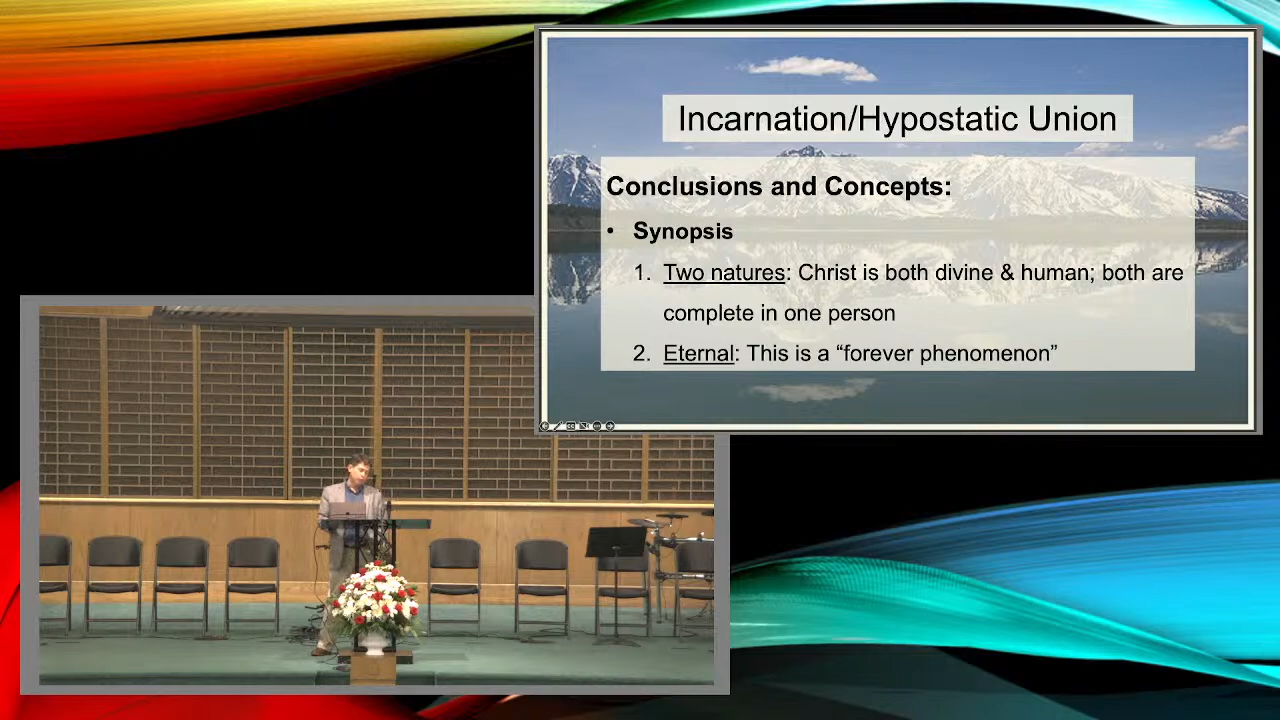 Incarnation/Hypostatic Union
Conclusions and Concepts:
• Synopsis
1. Two natures: Christ is both divine & human; both are
complete in one person
2. Eternal: This is a “forever phenomenon”